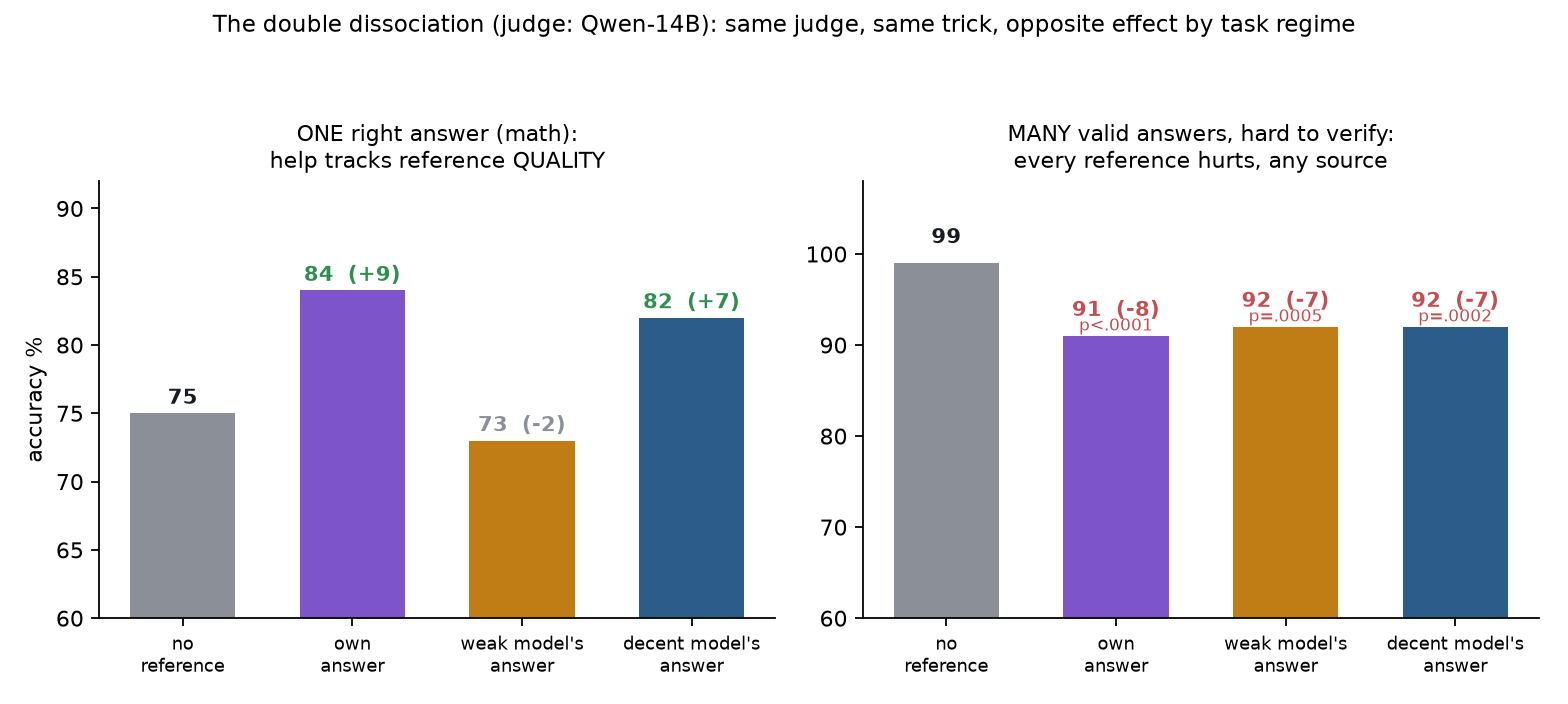 The double dissociation (judge: Qwen-14B): same judge, same trick, opposite effect by task regime
ONE right answer (math):
help tracks reference QUALITY
accuracy %
90
85
80
75
70
65
60
75
84 (+9)
73 (-2)
82 (+7)
no
reference
own
answer
weak model's
answer
decent model's
answer
MANY valid answers, hard to verify:
every reference hurts, any source
100
90
80
70
60
99
91 (-8)
p<.0001
92 (-7)
p=.0005
92 (-7)
p=.0002
no
reference
own
answer
weak model's
answer
decent model's
answer